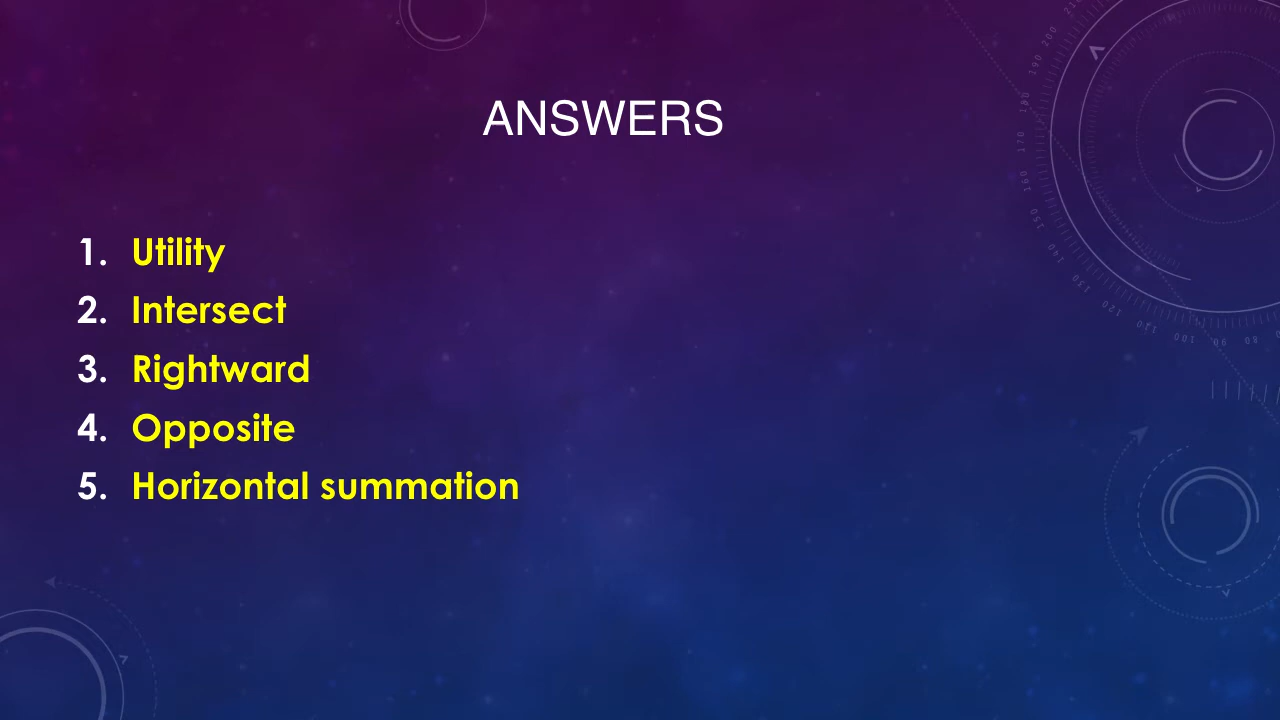 ANSWERS
1. Utility
2. Intersect
3. Rightward
4. Opposite
5. Horizontal summation